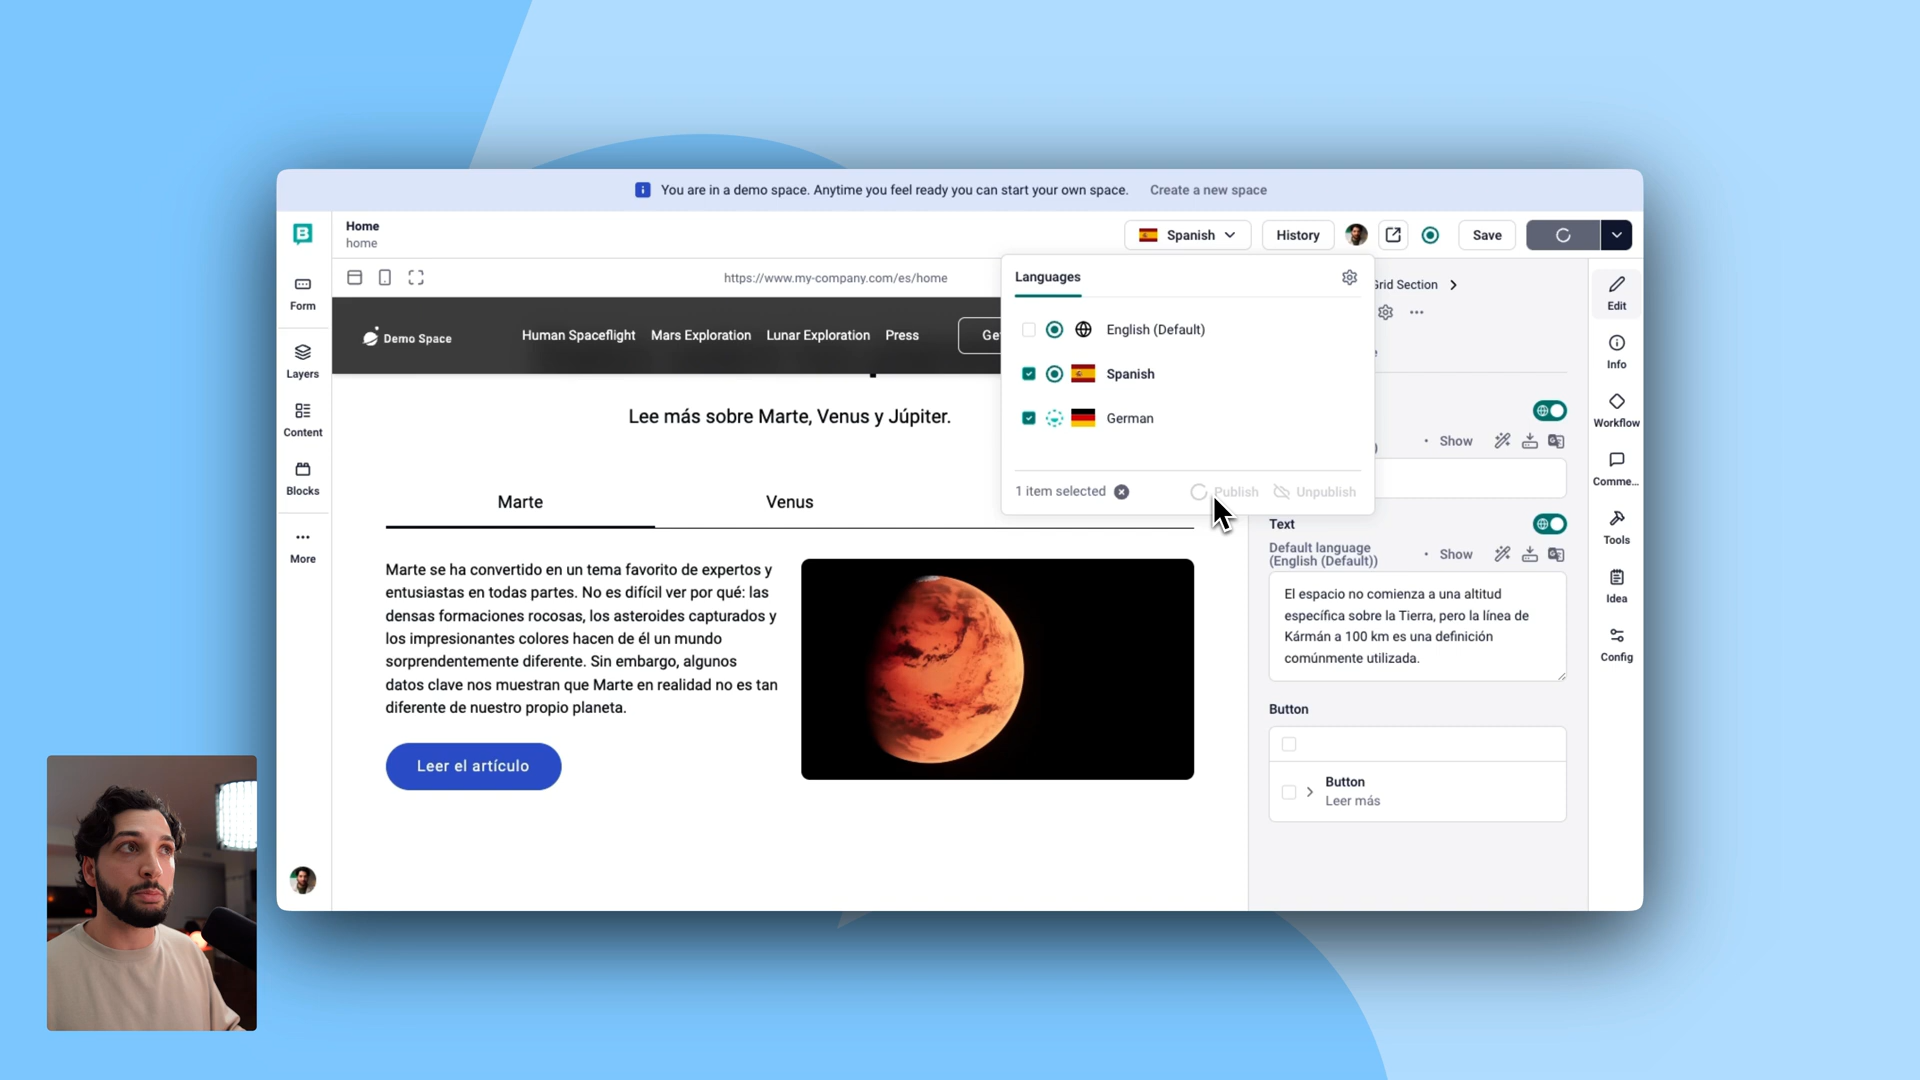 You are in a demo space. Anytime you feel ready you can start your own space. Create a new space
Home
home
Spanish
History
Save
https://www.my-company.com/es/home
Form
Layers
Content
Blocks
More
Demo Space
Human Spaceflight Mars Exploration Lunar Exploration Press
Ge
Lee más sobre Marte, Venus y Júpiter.
Marte
Venus
Marte se ha convertido en un tema favorito de expertos y
entusiastas en todas partes. No es difícil ver por qué: las
densas formaciones rocosas, los asteroides capturados y
los impresionantes colores hacen de él un mundo
sorprendentemente diferente. Sin embargo, algunos
datos clave nos muestran que Marte en realidad no es tan
diferente de nuestro propio planeta.
Leer el artículo
Languages
English (Default)
Spanish
German
1 item selected
Publish
Unpublish
Grid Section
Show
Text
Default language
(English (Default))
Show
El espacio no comienza a una altitud
específica sobre la Tierra, pero la línea de
Kármán a 100 km es una definición
comúnmente utilizada.
Button
Button
Leer más
Edit
Info
Workflow
Comme...
Tools
Idea
Config